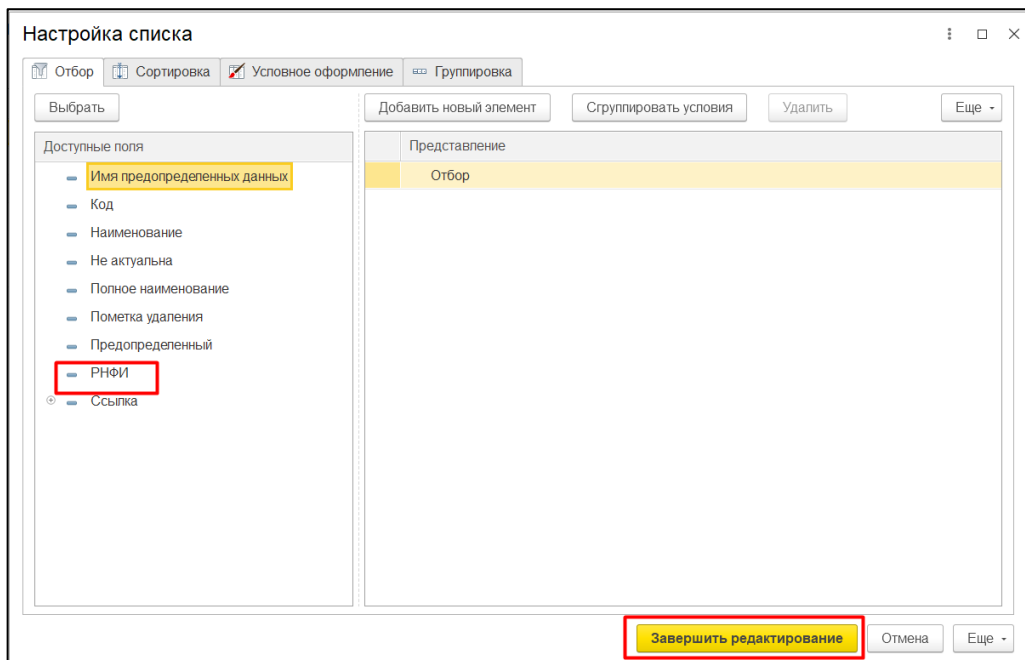 Настройка списка
Отбор Сортировка Условное оформление Группировка
Выбрать Добавить новый элемент Сгруппировать условия Удалить Еще
Доступные поля Представление
Имя предопределенных данных Отбор
Код
Наименование
Не актуальна
Полное наименование
Пометка удаления
Предопределенный
РНФИ
Ссылка
Завершить редактирование Отмена Еще